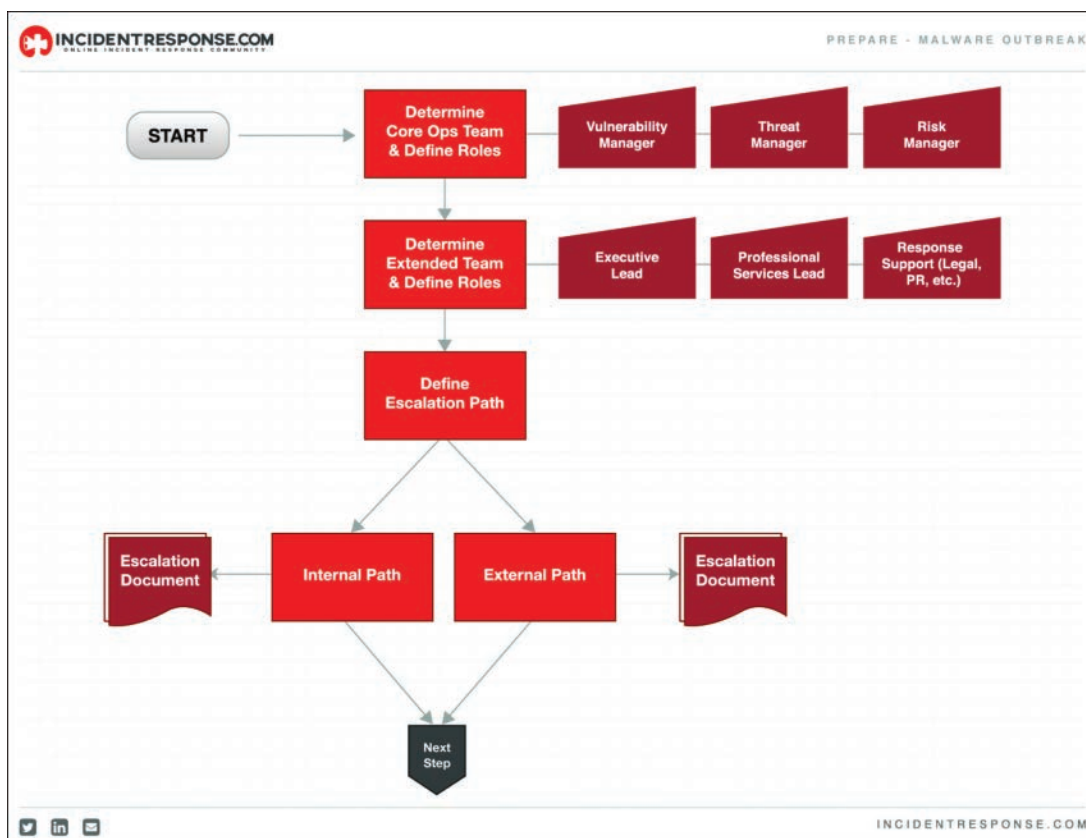 INCIDENTRESPONSE.COM
ONLINE INCIDENT RESPONSE COMMUNITY
PREPARE - MALWARE OUTBREAK
START
Determine
Core Ops Team
& Define Roles
Vulnerability
Manager
Threat
Manager
Risk
Manager
Determine
Extended Team
& Define Roles
Executive
Lead
Professional
Services Lead
Response
Support (Legal,
PR, etc.)
Define
Escalation Path
Escalation
Document
Internal Path
External Path
Escalation
Document
Next
Step
in
INCIDENTRESPONSE.COM